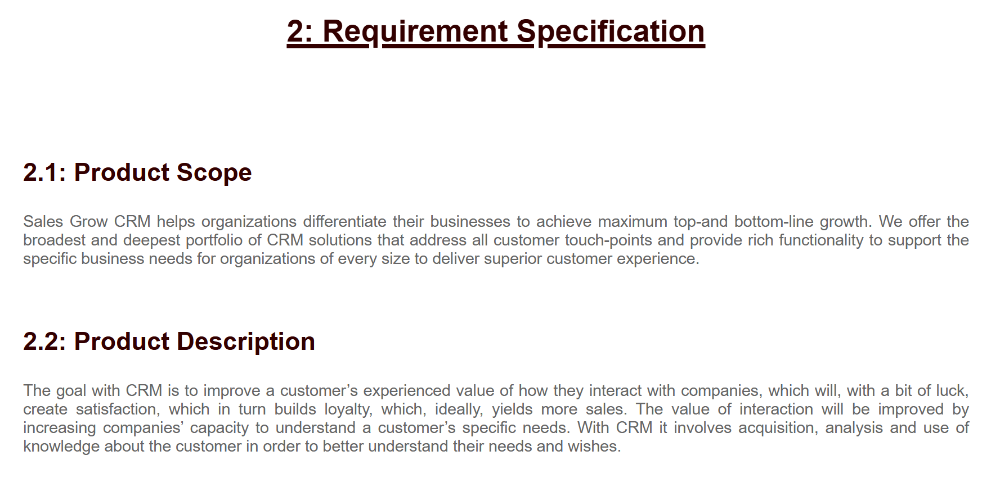 2: Requirement Specification
2.1: Product Scope
Sales Grow CRM helps organizations differentiate their businesses to achieve maximum top-and bottom-line growth. We offer the
broadest and deepest portfolio of CRM solutions that address all customer touch-points and provide rich functionality to support the
specific business needs for organizations of every size to deliver superior customer experience.
2.2: Product Description
The goal with CRM is to improve a customer’s experienced value of how they interact with companies, which will, with a bit of luck,
create satisfaction, which in turn builds loyalty, which, ideally, yields more sales. The value of interaction will be improved by
increasing companies’ capacity to understand a customer’s specific needs. With CRM it involves acquisition, analysis and use of
knowledge about the customer in order to better understand their needs and wishes.